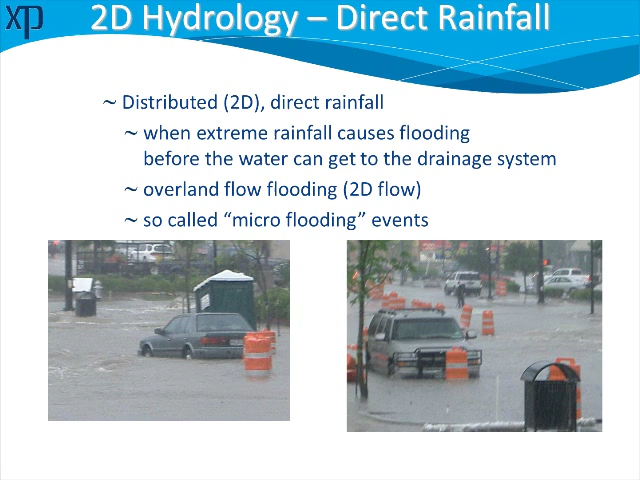 xp
2D Hydrology – Direct Rainfall
~ Distributed (2D), direct rainfall
~ when extreme rainfall causes flooding
before the water can get to the drainage system
~ overland flow flooding (2D flow)
~ so called “micro flooding” events